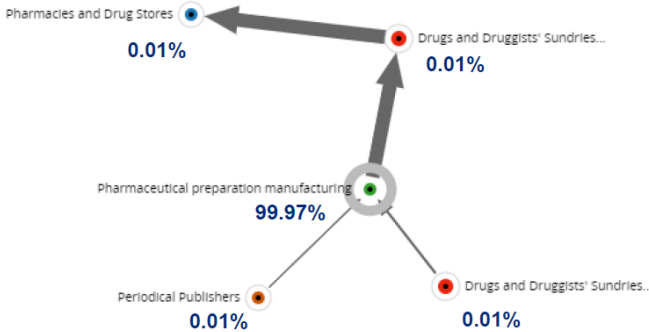 Pharmacies and Drug Stores
0.01%
Drugs and Druggists' Sundries...
0.01%
Pharmaceutical preparation manufacturing
99.97%
Periodical Publishers
0.01%
Drugs and Druggists' Sundries..
0.01%